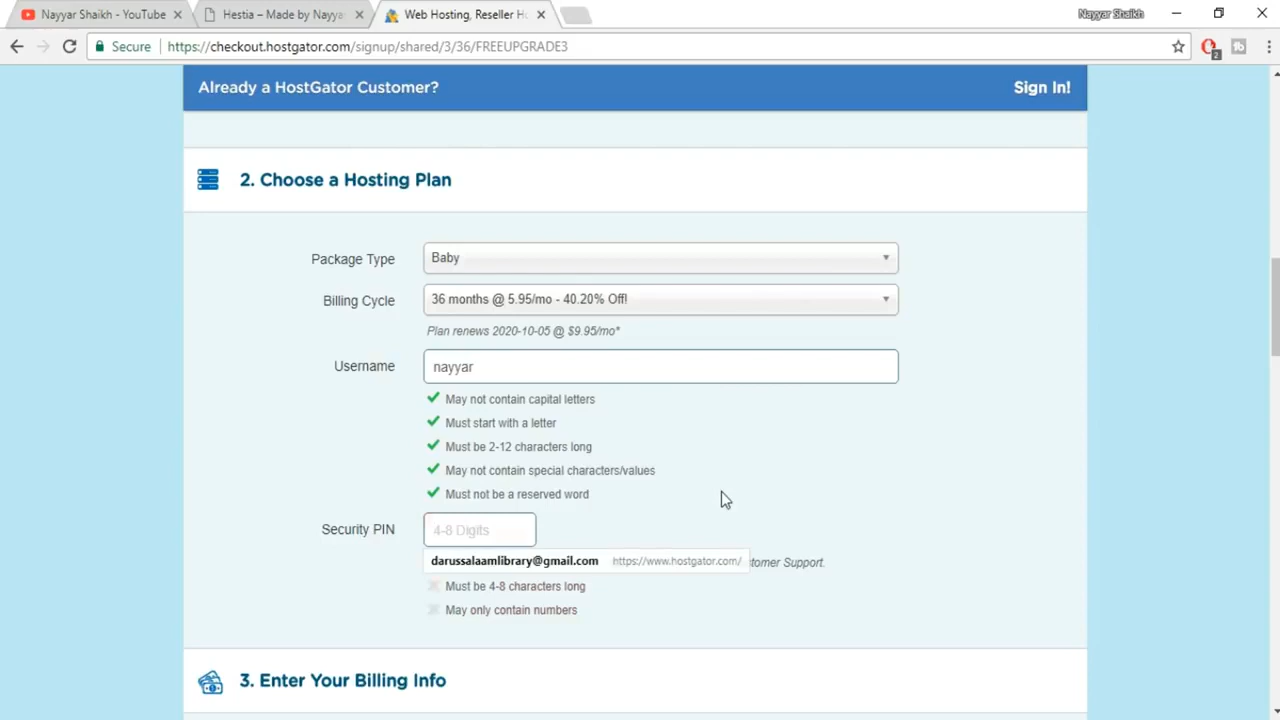 Nayyar Shaikh - YouTube
Hestia – Made by Nayya
Web Hosting, Reseller H
Nayyar Shaikh
Secure
https://checkout.hostgator.com/signup/shared/3/36/FREEUPGRADE3
2
Already a HostGator Customer?
Sign In!
2. Choose a Hosting Plan
Package Type
Baby
Billing Cycle
36 months @ 5.95/mo - 40.20% Off!
Plan renews 2020-10-05 @ $9.95/mo*
Username
nayyar
May not contain capital letters
Must start with a letter
Must be 2-12 characters long
May not contain special characters/values
Must not be a reserved word
Security PIN
4-8 Digits
darussalaamlibrary@gmail.com https://www.hostgator.com/ tomer Support.
Must be 4-8 characters long
May only contain numbers
3. Enter Your Billing Info